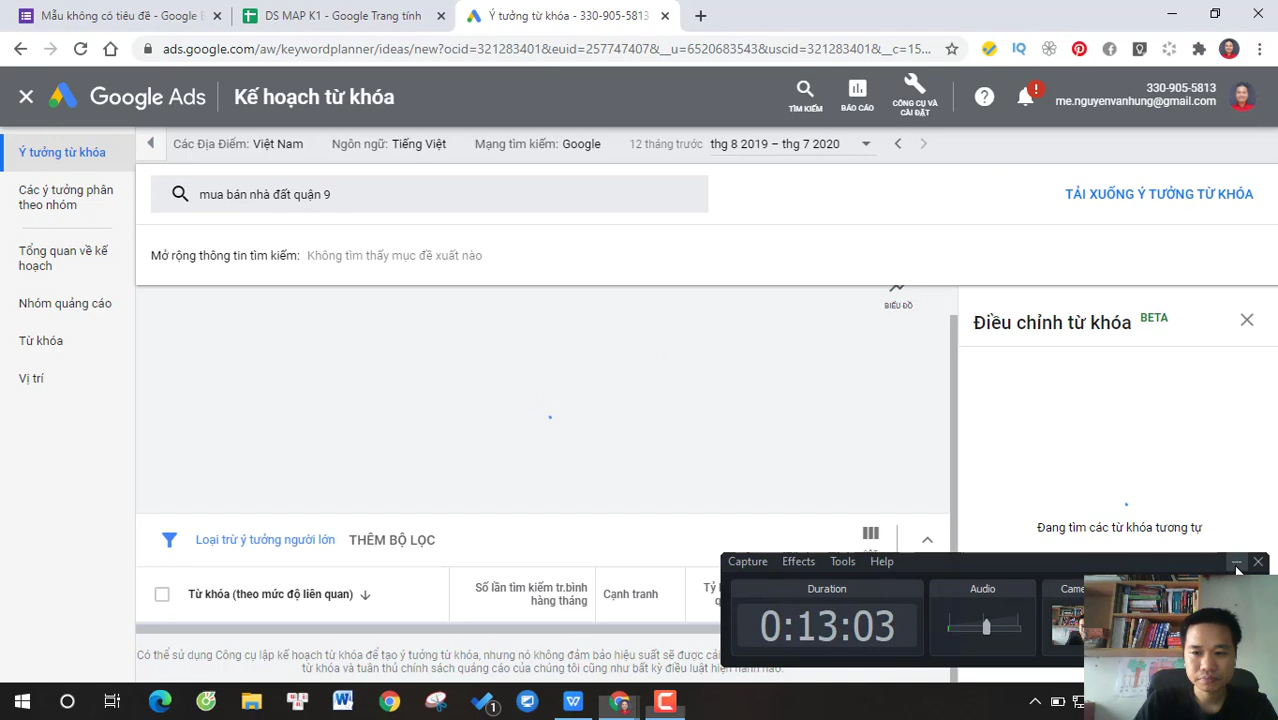 Mẫu không có tiêu đề - Google B
DS MAP K1 - Google Trang tính
Ý tưởng từ khóa - 330-905-5813
ads.google.com/aw/keywordplanner/ideas/new?ocid=321283401&euid=257747407&__u=6520683543&uscid=321283401&__c=15...
Google Ads
Kế hoạch từ khóa
TÌM KIẾM
BÁO CÁO
CÔNG CỤ VÀ
CÀI ĐẶT
330-905-5813
me.nguyenvanhung@gmail.com
Ý tưởng từ khóa
Các Địa Điểm: Việt Nam
Ngôn ngữ: Tiếng Việt
Mạng tìm kiếm: Google
12 tháng trước
thg 8 2019 – thg 7 2020
Các ý tưởng phân
theo nhóm
mua bán nhà đất quận 9
TẢI XUỐNG Ý TƯỞNG TỪ KHÓA
Tổng quan về kế
hoạch
Mở rộng thông tin tìm kiếm: Không tìm thấy mục đề xuất nào
Nhóm quảng cáo
BIỂU ĐỒ
Điều chỉnh từ khóa BETA
Từ khóa
Vị trí
Đang tìm các từ khóa tương tự
Loại trừ ý tưởng người lớn
THÊM BỘ LỌC
Từ khóa (theo mức độ liên quan)
Số lần tìm kiếm tr.bình
hàng tháng
Cạnh tranh
Capture Effects Tools Help
Duration
Audio
0:13:03
Có thể sử dụng Công cụ lập kế hoạch từ khóa để tạo ý tưởng từ khóa, nhưng nó không đảm bảo hiệu suất sẽ được cải
từ khóa và tuân thủ chính sách quảng cáo của chúng tôi cũng như bất kỳ điều luật hiện hành nào.
1